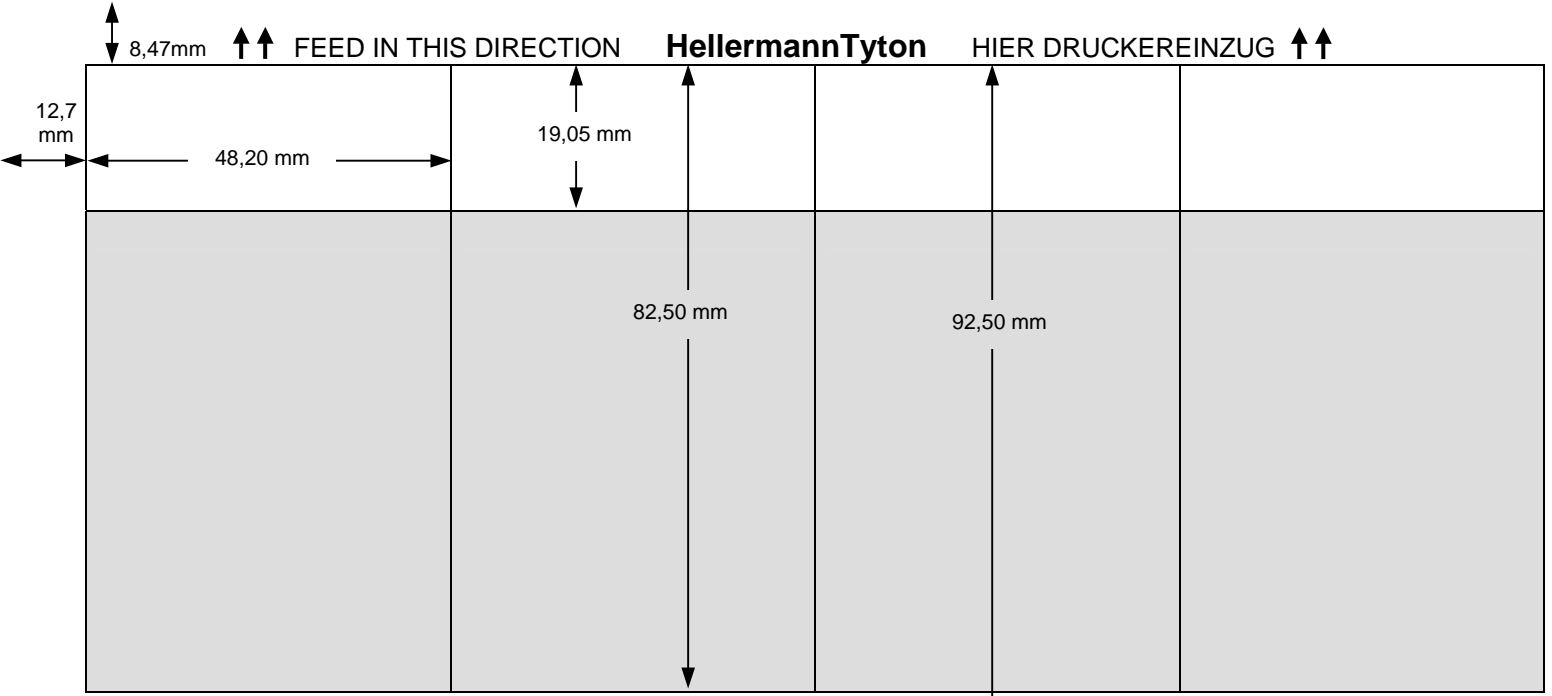 8,47mm FEED IN THIS DIRECTION HellermannTyton HIER DRUCKEREINZUG
12,7
mm
19,05 mm
48,20 mm
82,50 mm
92,50 mm